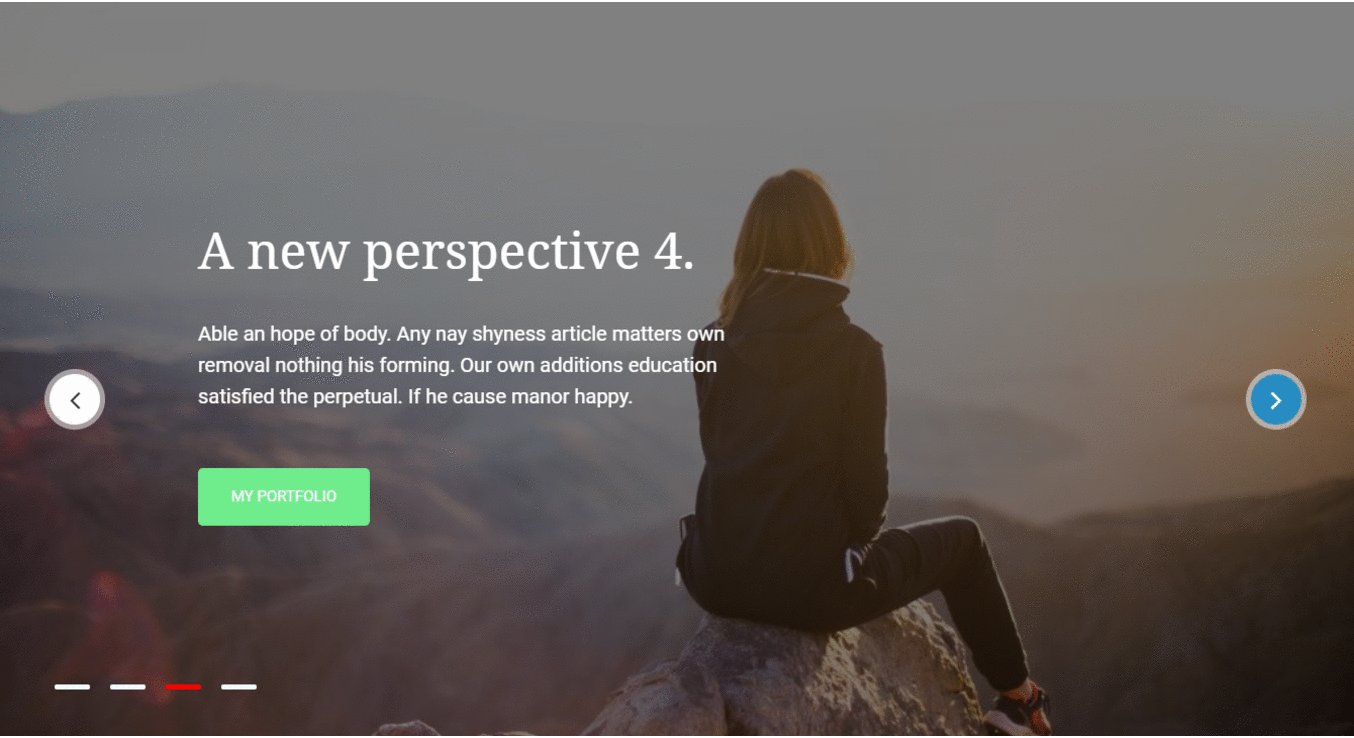 A new perspective 4.
Able an hope of body. Any nay shyness article matters own
removal nothing his forming. Our own additions education
satisfied the perpetual. If he cause manor happy.
MY PORTFOLIO